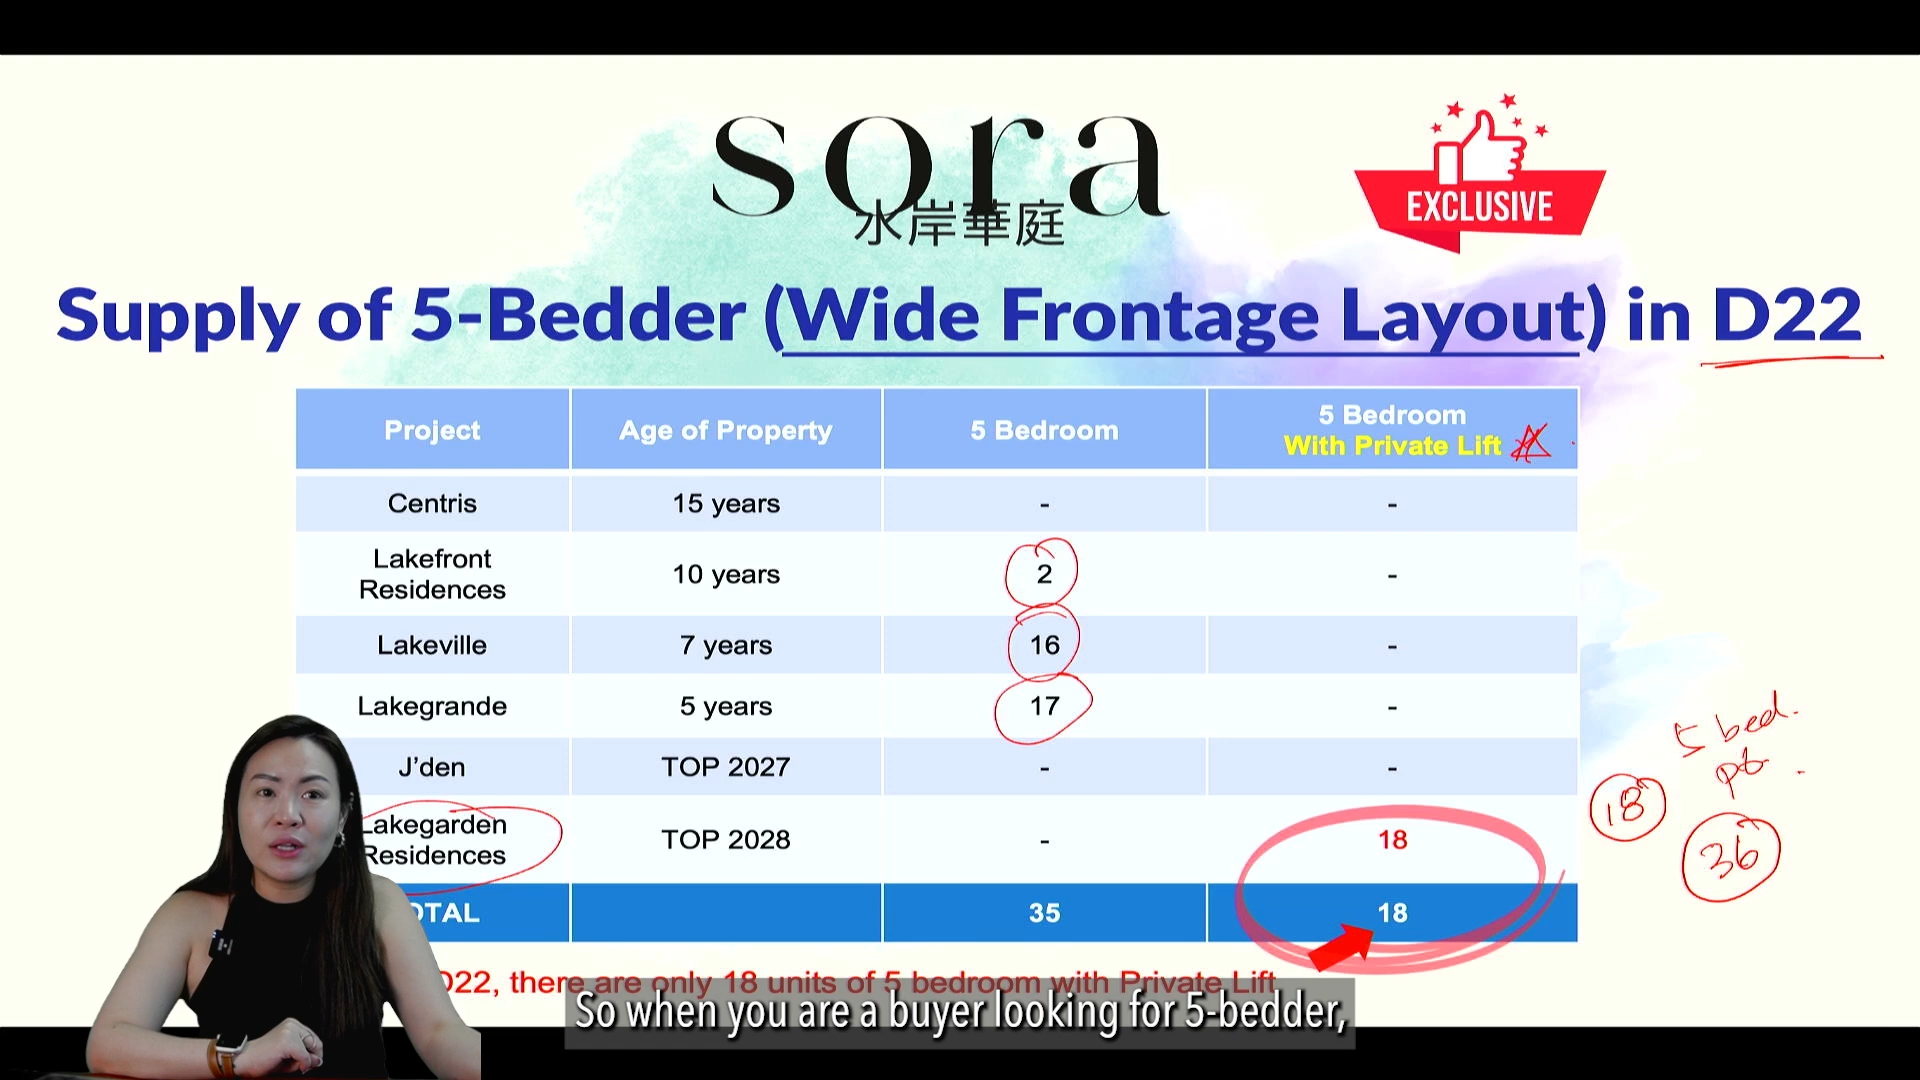 sora
水岸華庭
EXCLUSIVE
Supply of 5-Bedder (Wide Frontage Layout) in D22
Project Age of Property 5 Bedroom 5 Bedroom
With Private Lift
Centris 15 years - -
Lakefront
Residences 10 years 2 -
Lakeville 7 years 16 -
Lakegrande 5 years 17 -
J'den TOP 2027 - -
Lakegarden
Residences TOP 2028 - 18
OTAL 35 18
5 bed.
pt.
18
36
D22, there are only 18 units of 5 bedroom with Private Lift
So when you are a buyer looking for 5-bedder,